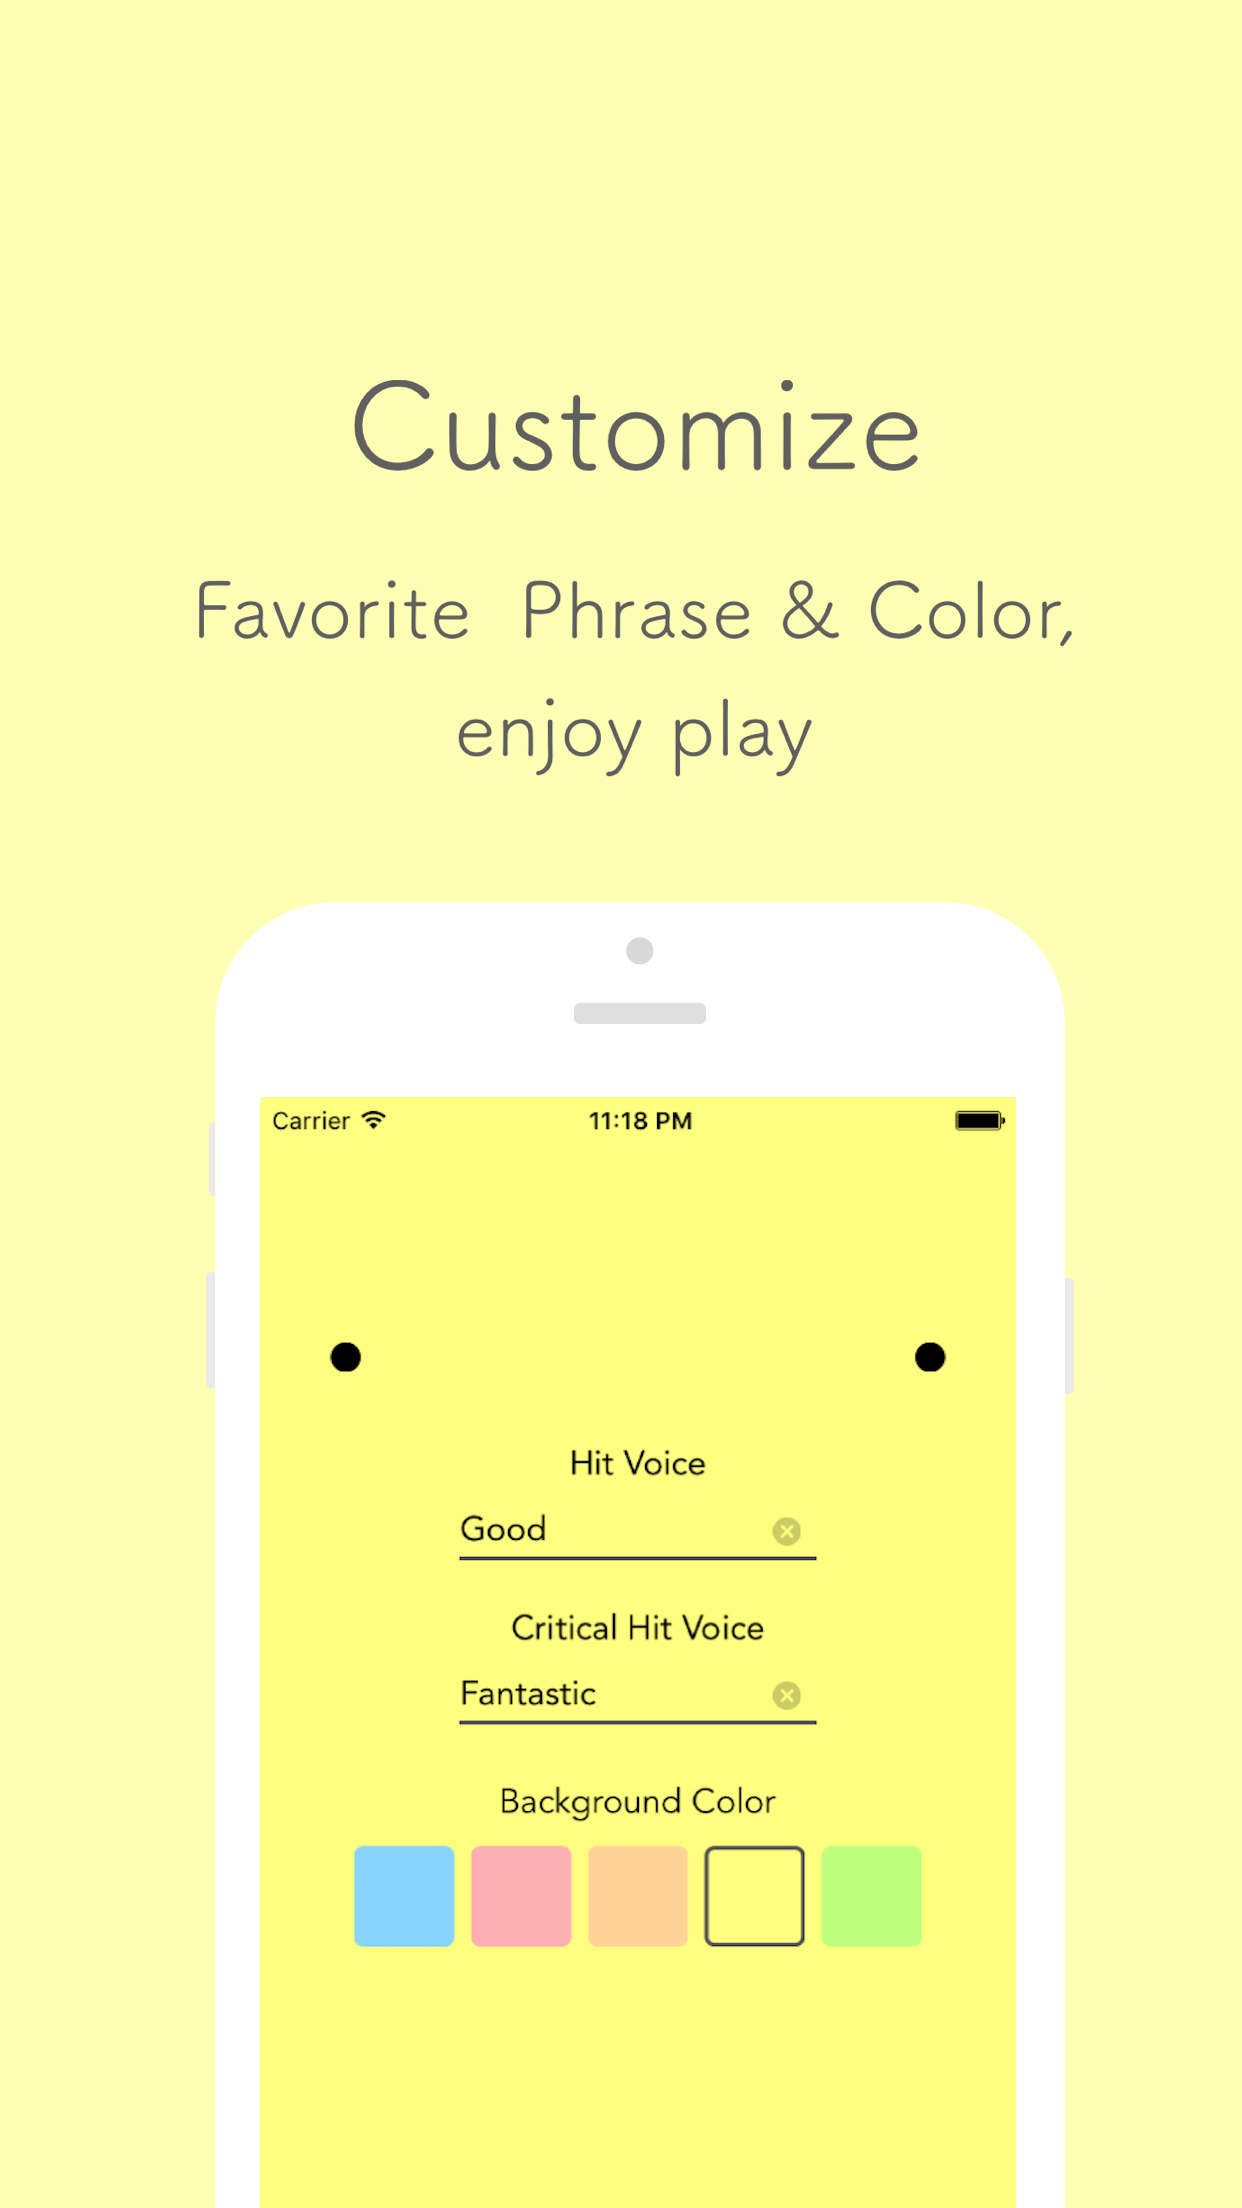 Customize
Favorite Phrase & Color,
enjoy play
Carrier 11:18 PM
Hit Voice
Good
Critical Hit Voice
Fantastic
Background Color